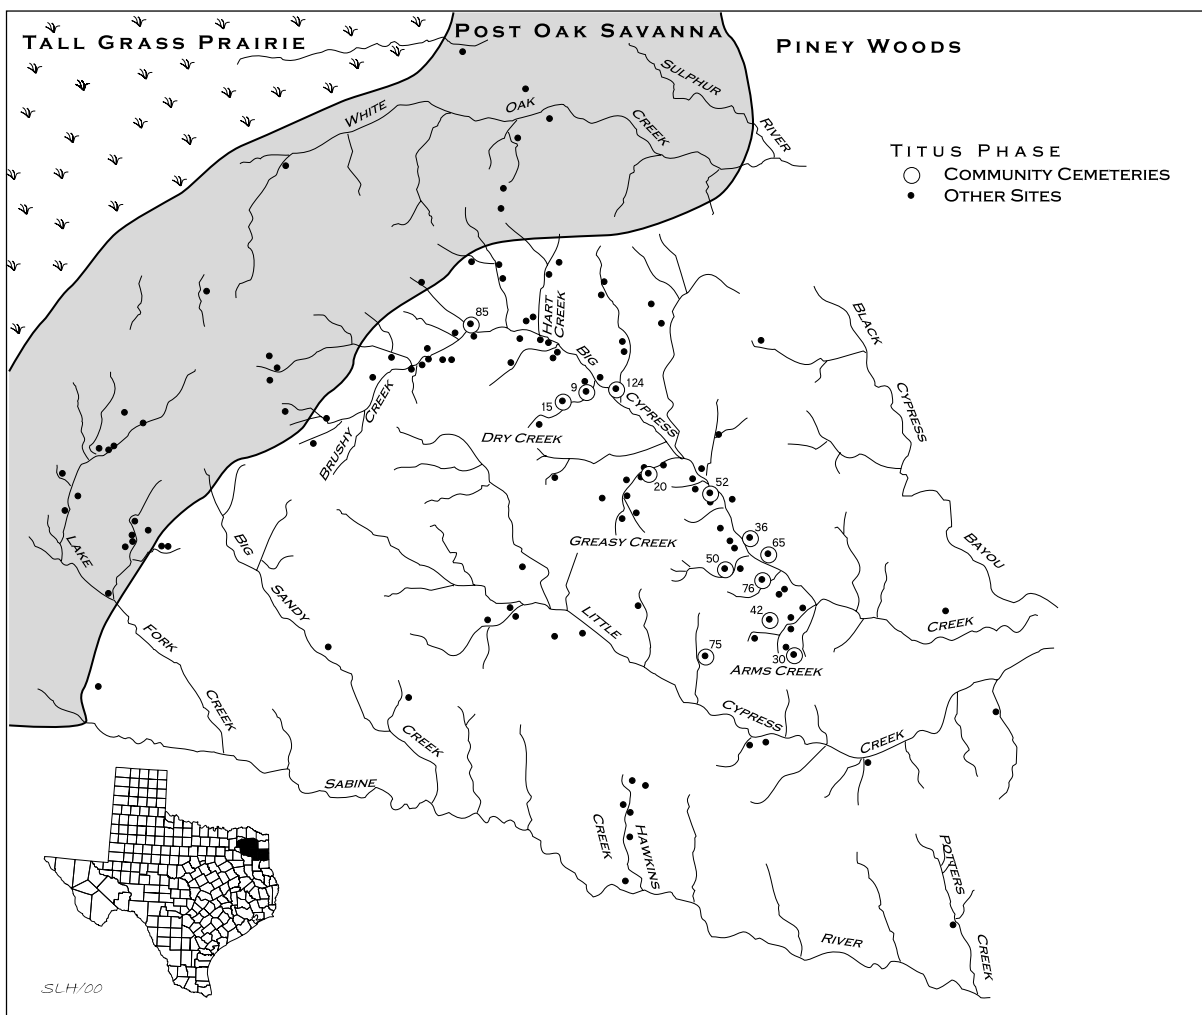 TALL GRASS PRAIRIE
POST OAK SAVANNA
PINEY WOODS
SULPHUR
RIVER
WHITE
OAK
CREEK
TITUS PHASE
COMMUNITY CEMETERIES
OTHER SITES
85
HART
CREEK
BIG
CYPRESS
BLACK
CYPRESS
BAYOU
124
9
15
DRY CREEK
BRUSHY
CREEK
20
52
GREASY CREEK
36
65
50
76
42
75
30
ARMS CREEK
CREEK
LAKE
FORK
CREEK
BIG
SANDY
CREEK
LITTLE
CYPRESS
CREEK
SABINE
RIVER
CREEK
HAWKINS
POTTERS
CREEK
SLH/00